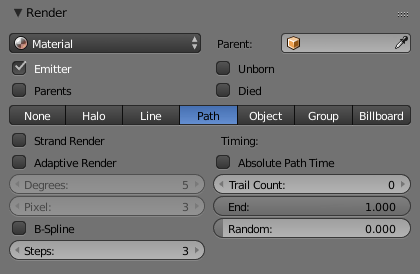 Render
Material Parent:
Emitter Unborn
Parents Died
None Halo Line Path Object Group Billboard
Strand Render Timing:
Adaptive Render Absolute Path Time
Degrees: 5 Trail Count: 0
Pixel: 3 End: 1.000
B-Spline Random: 0.000
Steps: 3